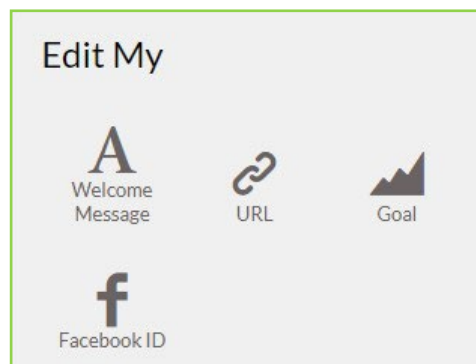 Edit My
A
Welcome
Message
URL
Goal
f
Facebook ID